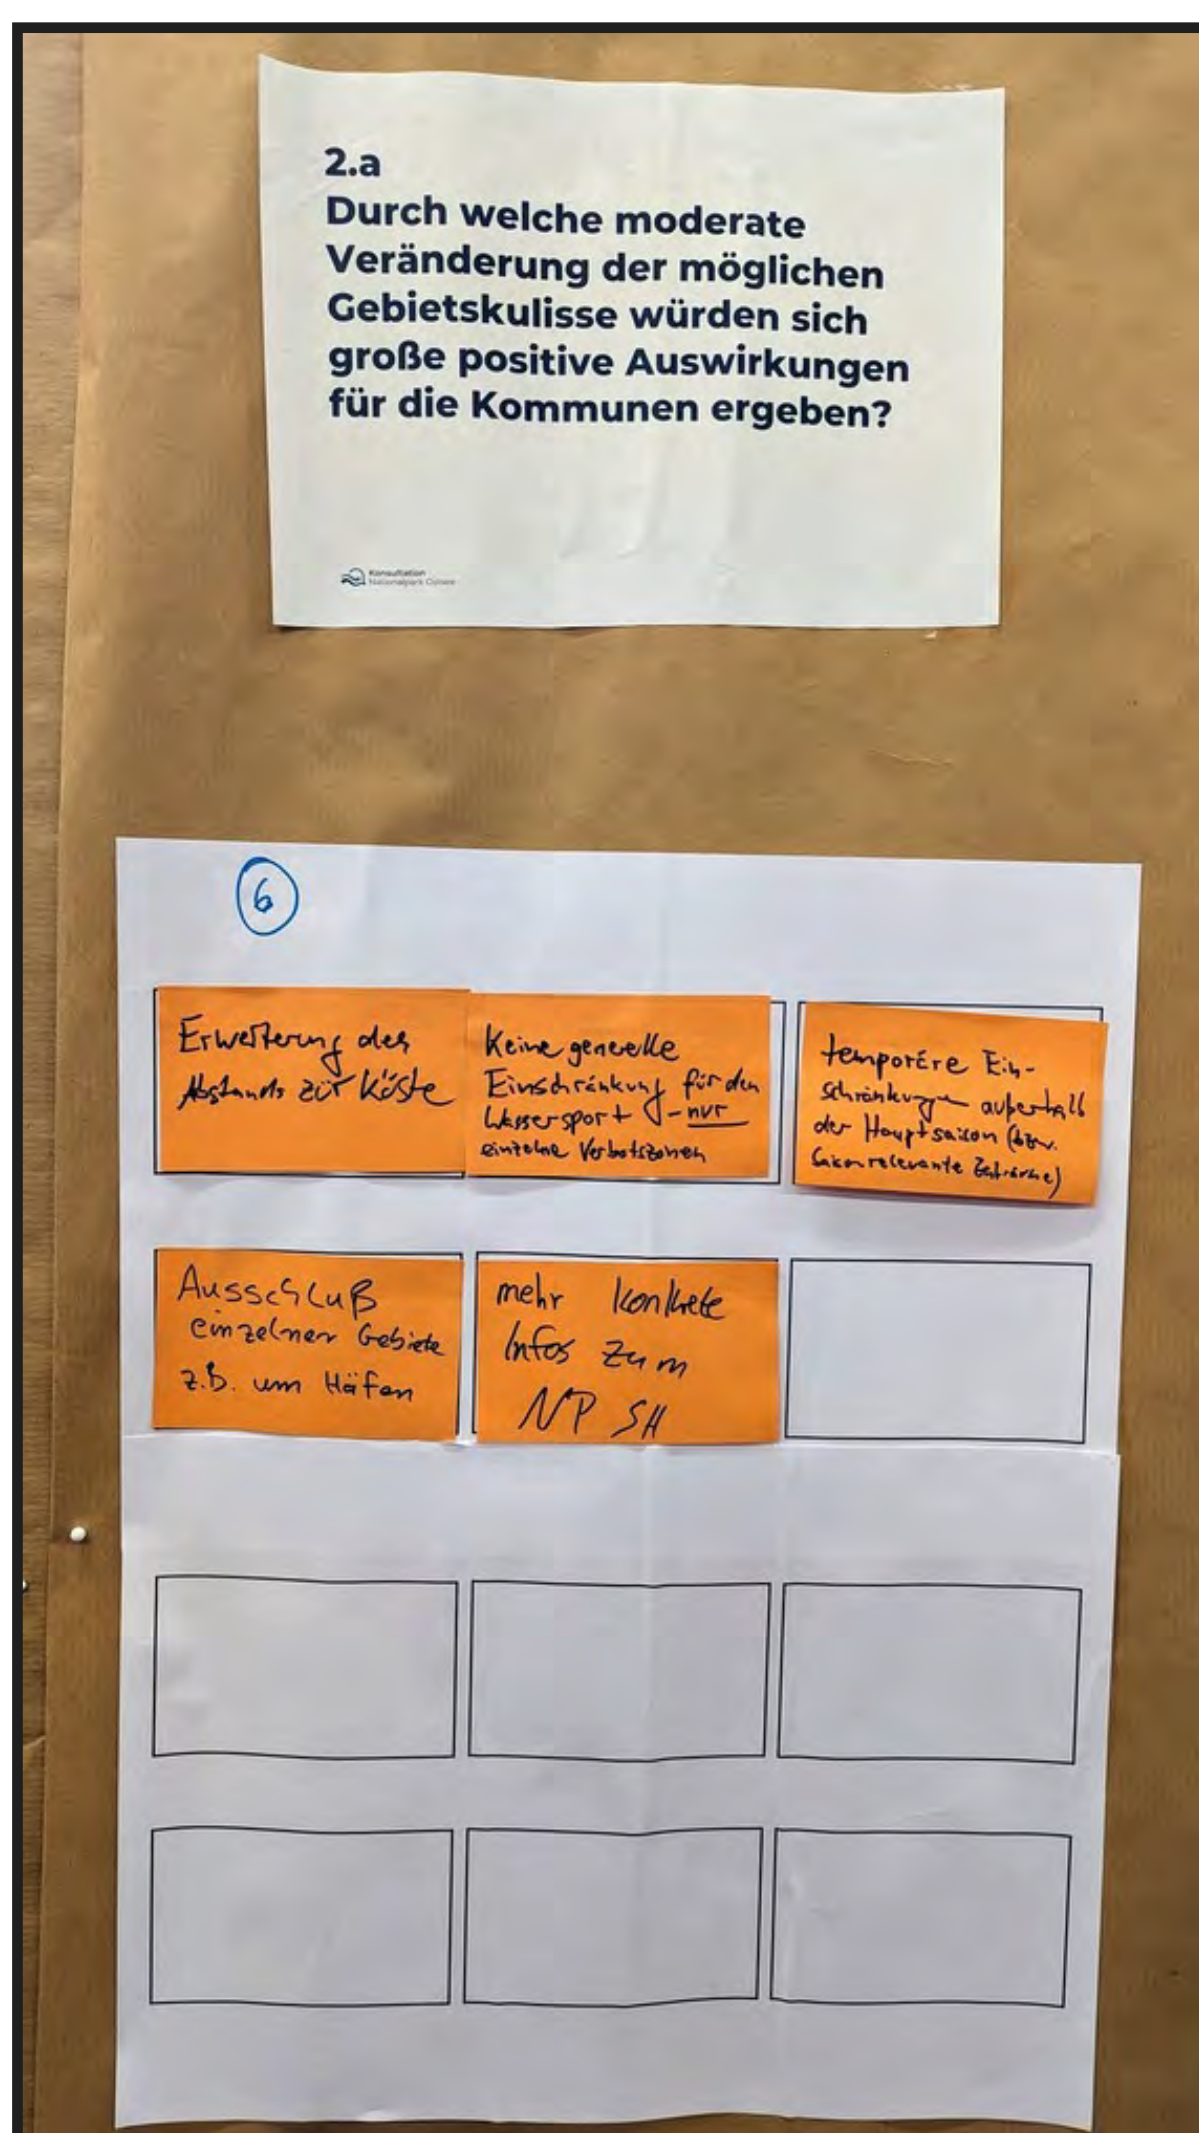 2.a
Durch welche moderate
Veränderung der möglichen
Gebietskulisse würden sich
große positive Auswirkungen
für die Kommunen ergeben?
Konsultation
Nationalpark Ostsee
6
Erweiterung des
Abstands zur Küste
Keine generelle
Einschränkung für den
Wassersport - nur
einzelne Verbotszonen
temporäre Ein-
schränkungen außerhalb
der Hauptsaison (bzw.
Saisonrelevante Zeiträume)
Ausschluß
einzelner Gebiete
z.B. um Häfen
mehr konkrete
Infos zum
NP SH